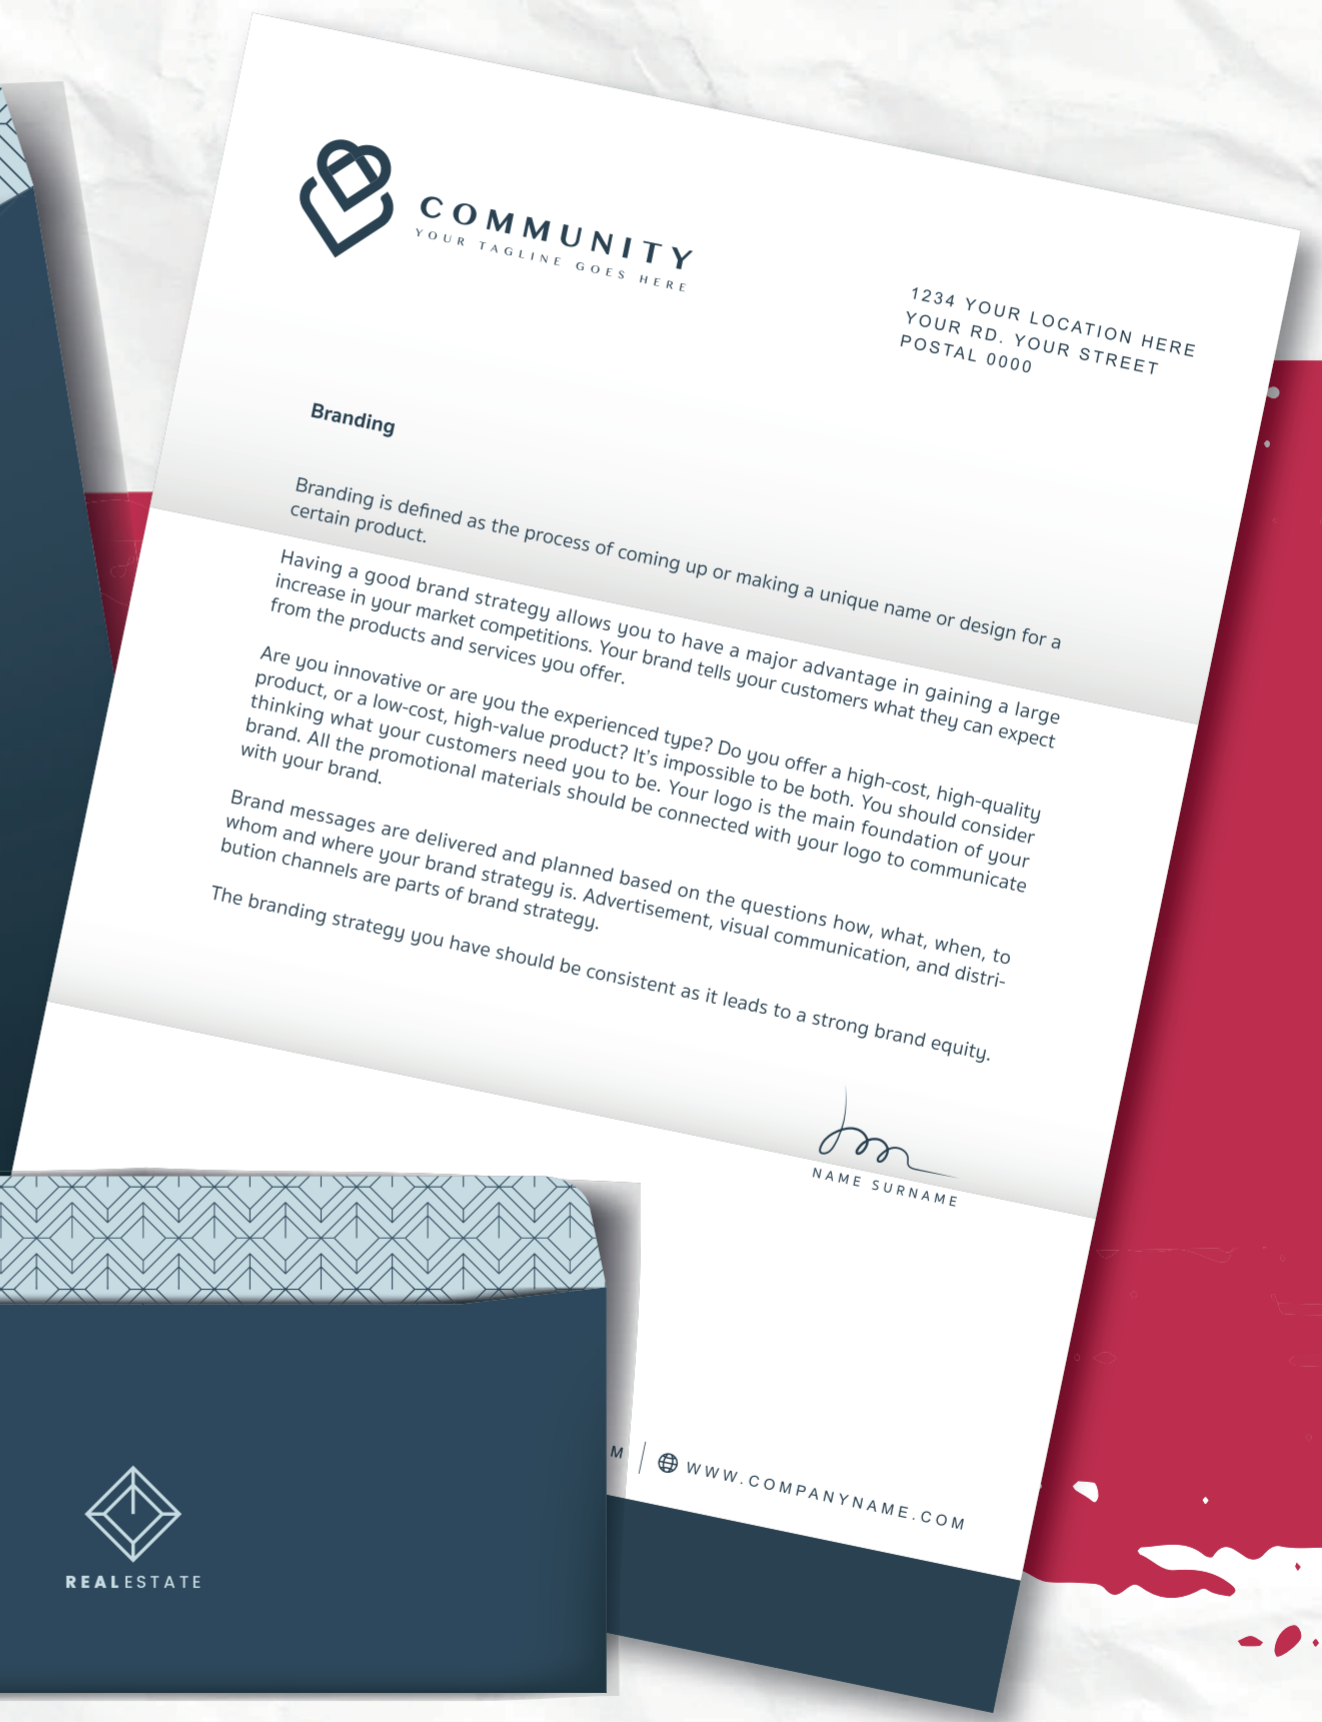 COMMUNITY
YOUR TAGLINE GOES HERE
1234 YOUR LOCATION HERE
YOUR RD. YOUR STREET
POSTAL 0000
Branding
Branding is defined as the process of coming up or making a unique name or design for a
certain product.
Having a good brand strategy allows you to have a major advantage in gaining a large
increase in your market competitions. Your brand tells your customers what they can expect
from the products and services you offer.
Are you innovative or are you the experienced type? Do you offer a high-cost, high-quality
product, or a low-cost, high-value product? It's impossible to be both. You should consider
thinking what your customers need you to be. Your logo is the main foundation of your
brand. All the promotional materials should be connected with your logo to communicate
with your brand.
Brand messages are delivered and planned based on the questions how, what, when, to
whom and where your brand strategy is. Advertisement, visual communication, and distri-
bution channels are parts of brand strategy.
The branding strategy you have should be consistent as it leads to a strong brand equity.
NAME SURNAME
M | WWW.COMPANYNAME.COM
REALESTATE